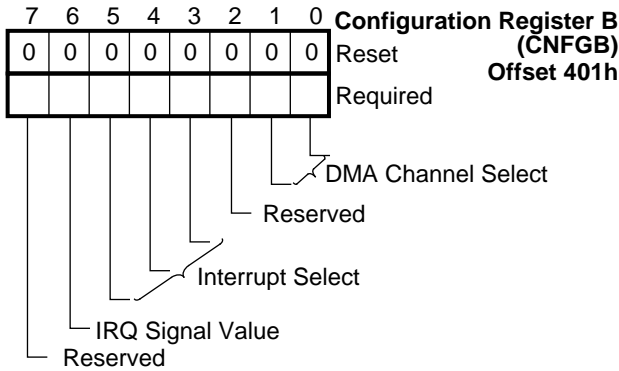 7 6 5 4 3 2 1 0
Configuration Register B
(CNFGB)
Offset 401h
0 0 0 0 0 0 0 0 Reset
Required
DMA Channel Select
Reserved
Interrupt Select
IRQ Signal Value
Reserved